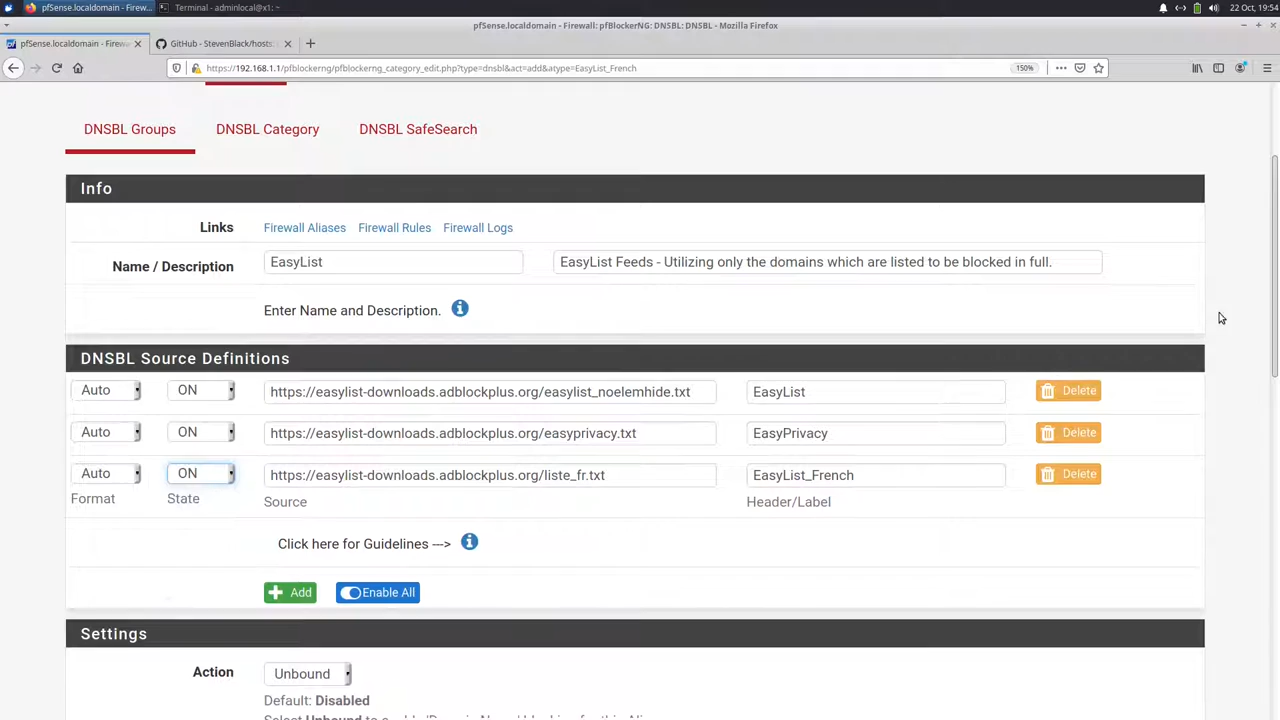 pfSense.localdomain - Firew...
Terminal - adminlocal@x1: ~
22 Oct, 19:54
pfSense.localdomain - Firewall: pfBlockerNG: DNSBL: DNSBL - Mozilla Firefox
pfSense.localdomain - Firewa
GitHub - StevenBlack/hosts:
https://192.168.1.1/pfblockerng/pfblockerng_category_edit.php?type=dnsbl&act=add&atype=EasyList_French
150%
DNSBL Groups
DNSBL Category
DNSBL SafeSearch
Info
Links
Firewall Aliases
Firewall Rules
Firewall Logs
Name / Description
EasyList
EasyList Feeds - Utilizing only the domains which are listed to be blocked in full.
Enter Name and Description.
DNSBL Source Definitions
Auto
ON
https://easylist-downloads.adblockplus.org/easylist_noelemhide.txt
EasyList
Delete
Auto
ON
https://easylist-downloads.adblockplus.org/easyprivacy.txt
EasyPrivacy
Delete
Auto
ON
https://easylist-downloads.adblockplus.org/liste_fr.txt
EasyList_French
Delete
Format
State
Source
Header/Label
Click here for Guidelines --->
Add
Enable All
Settings
Action
Unbound
Default: Disabled